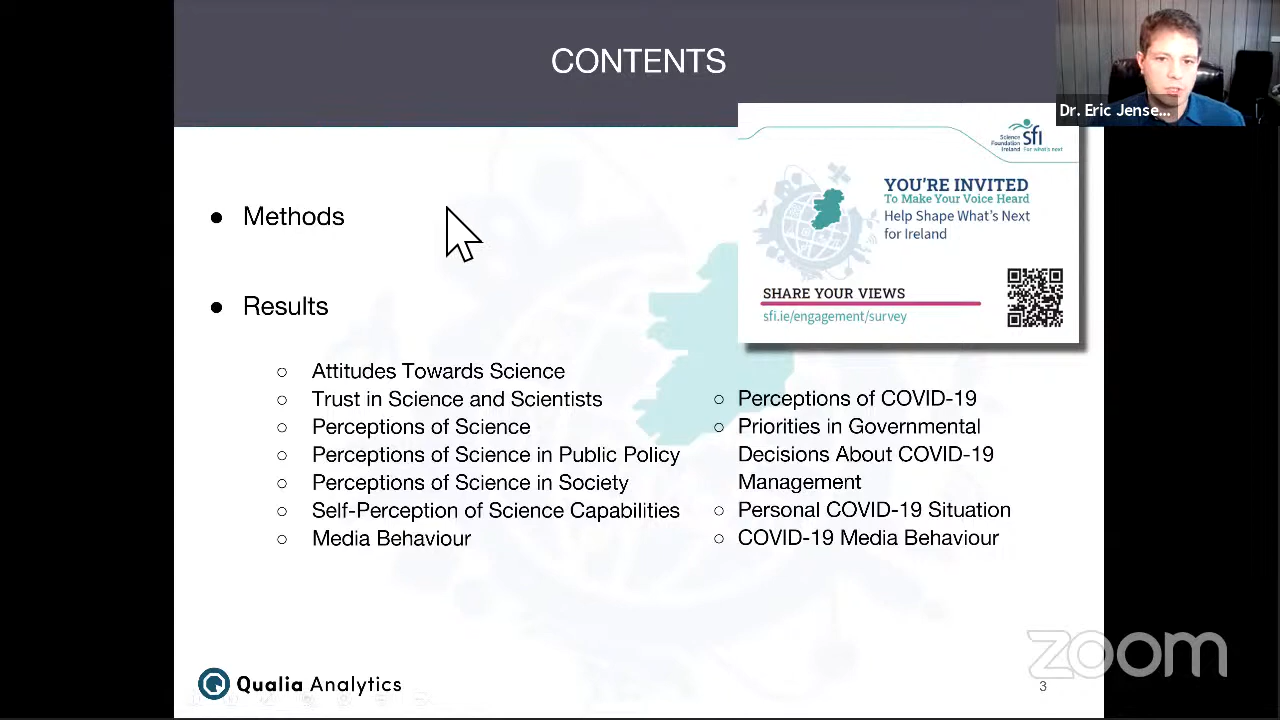 CONTENTS
Dr. Eric Jense...
Science
Foundation
Ireland
sfi
For what's next
YOU'RE INVITED
To Make Your Voice Heard
Help Shape What's Next
for Ireland
SHARE YOUR VIEWS
sfi.ie/engagement/survey
● Methods
● Results
○ Attitudes Towards Science
○ Trust in Science and Scientists
○ Perceptions of Science
○ Perceptions of Science in Public Policy
○ Perceptions of Science in Society
○ Self-Perception of Science Capabilities
○ Media Behaviour
○ Perceptions of COVID-19
○ Priorities in Governmental
Decisions About COVID-19
Management
○ Personal COVID-19 Situation
○ COVID-19 Media Behaviour
Qualia Analytics
3
zoom